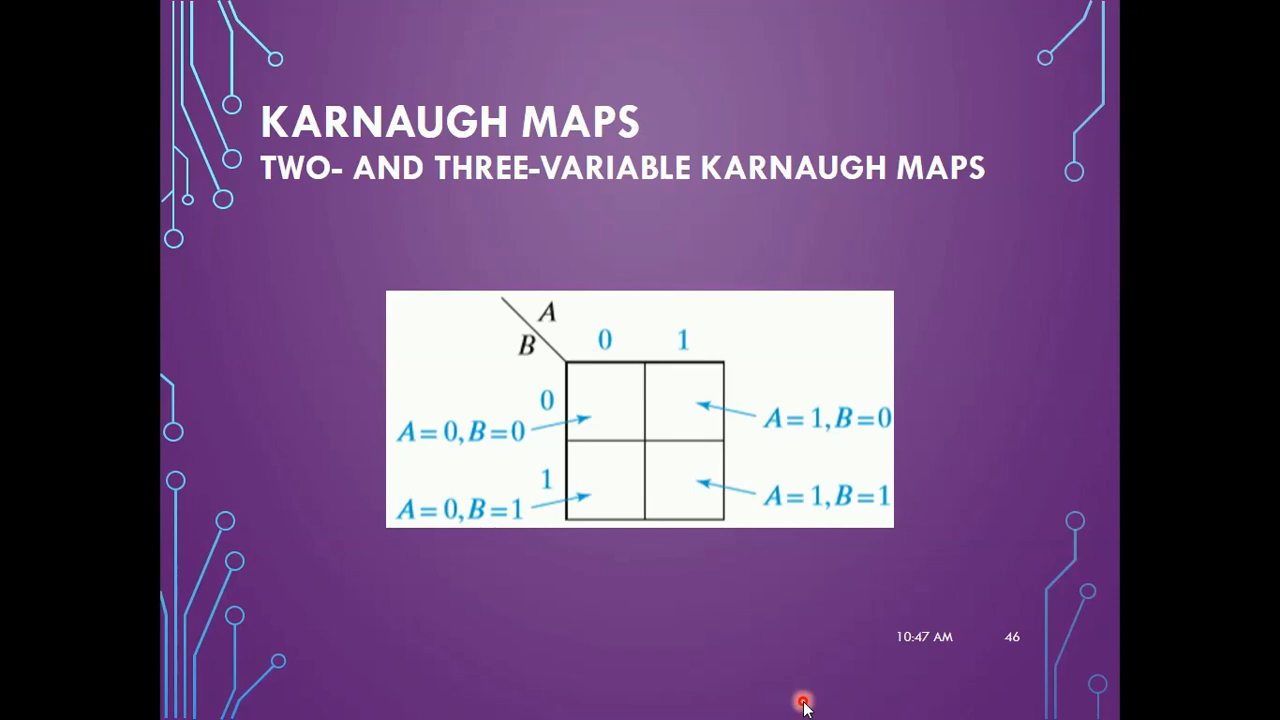 KARNAUGH MAPS
TWO- AND THREE-VARIABLE KARNAUGH MAPS
A
B
0 1
0
A=0,B=0
A=1,B=0
1
A=0,B=1
A=1,B=1
10:47 AM 46